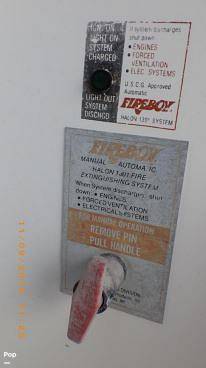 IGN ON
LIGHT ON
SYSTEM
CHARGED
LIGHT OUT
SYSTEM
DISCHGD
If system discharges
shut down
• ENGINES
• FORCED
VENTILATION
• ELEC SYSTEMS
U.S.C.G. Approved
Automatic
FIREBOY
HALON 1301 SYSTEM
FIREBOY
MANUAL AUTOMATIC
HALON 1301 FIRE
EXTINGUISHING SYSTEM
When System discharges, shut
down: • ENGINES
• FORCED VENTILATION
• ELECTRICAL SYSTEMS
FOR MANUAL OPERATION
REMOVE PIN
PULL HANDLE
Pop